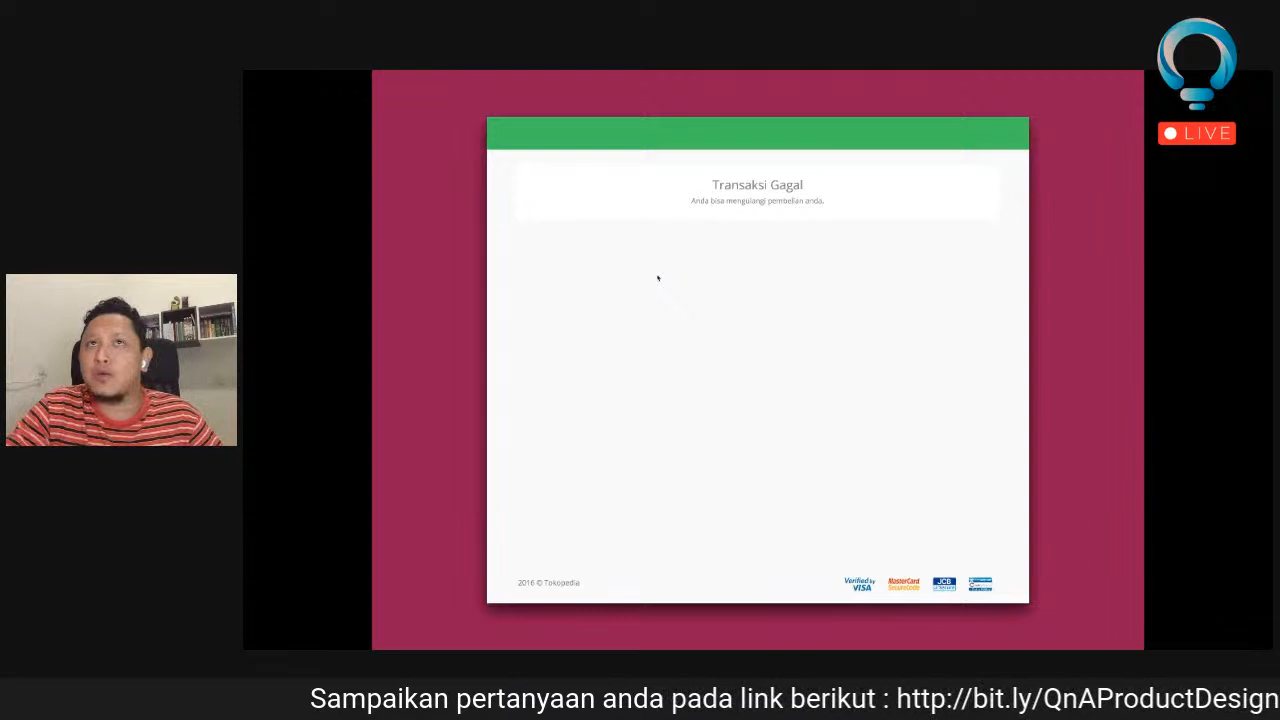 LIVE
Transaksi Gagal
Anda bisa mengulangi pembelian anda.
2016 © Tokopedia
Verified by
VISA
MasterCard
SecureCode
JCB
Sampaikan pertanyaan anda pada link berikut : http://bit.ly/QnAProductDesign